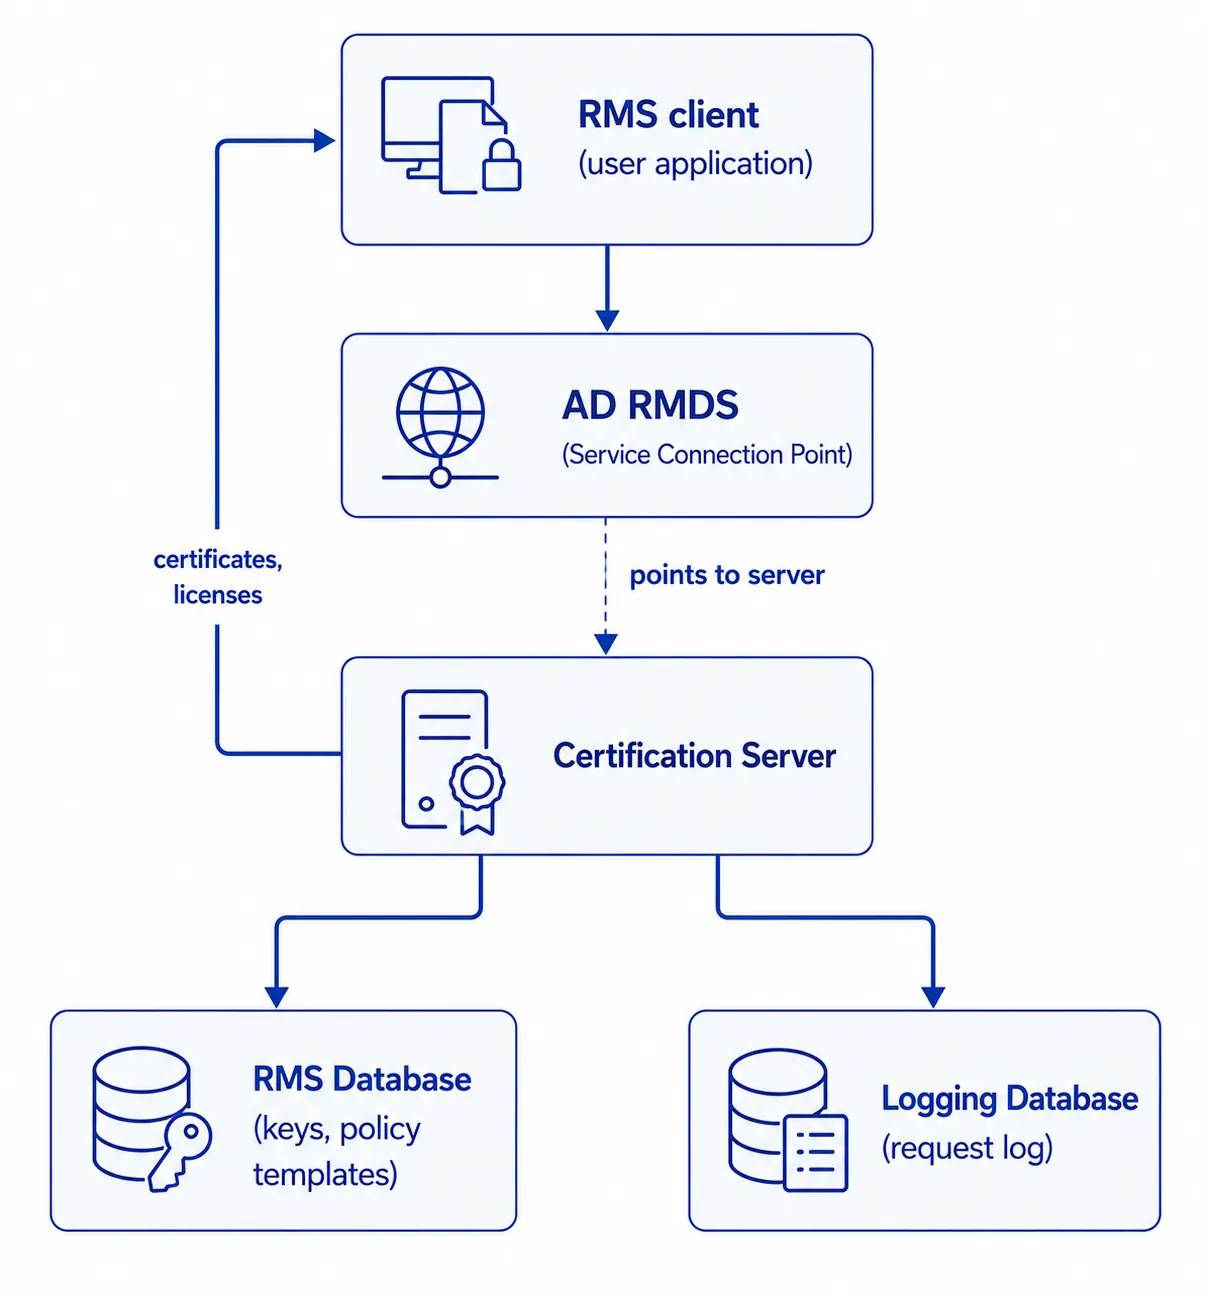 RMS client
(user application)
AD RMDS
(Service Connection Point)
certificates,
licenses
points to server
Certification Server
RMS Database
(keys, policy
templates)
Logging Database
(request log)